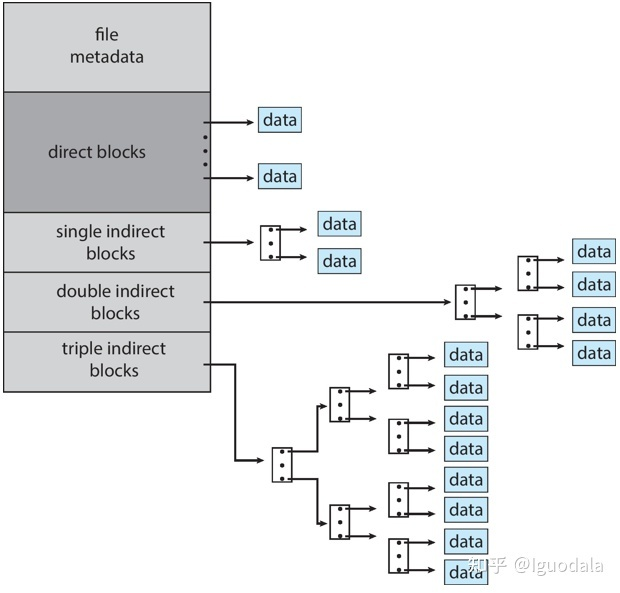 file
metadata
direct blocks
data
data
single indirect
blocks
data
data
double indirect
blocks
data
data
data
data
triple indirect
blocks
data
data
data
data
data
data
data
data
知乎 @lguodala